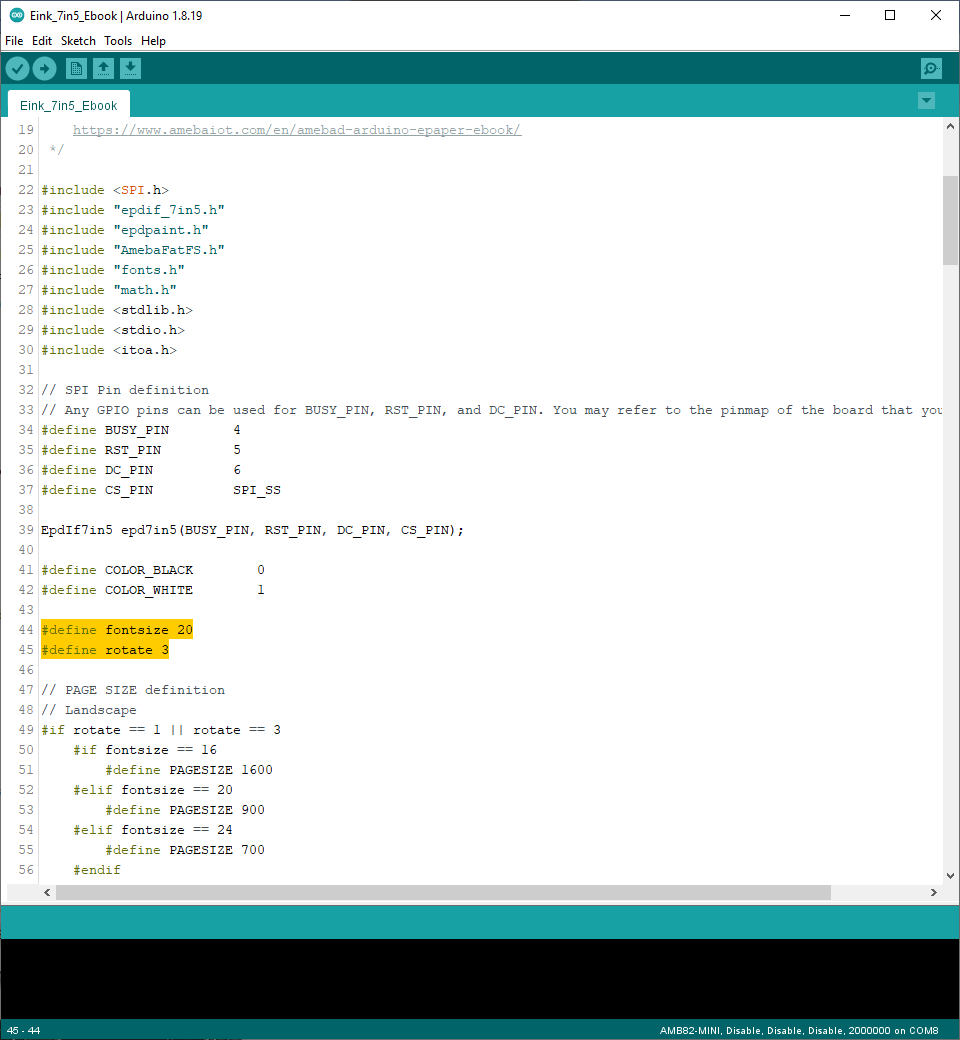 Eink_7in5_Ebook | Arduino 1.8.19
File Edit Sketch Tools Help
Eink_7in5_Ebook
19     https://www.amebaiot.com/en/amebad-arduino-epaper-ebook/
20  */
21
22 #include <SPI.h>
23 #include "epdif_7in5.h"
24 #include "epdpaint.h"
25 #include "AmebaFatFS.h"
26 #include "fonts.h"
27 #include "math.h"
28 #include <stdlib.h>
29 #include <stdio.h>
30 #include <itoa.h>
31
32 // SPI Pin definition
33 // Any GPIO pins can be used for BUSY_PIN, RST_PIN, and DC_PIN. You may refer to the pinmap of the board that you
34 #define BUSY_PIN        4
35 #define RST_PIN         5
36 #define DC_PIN          6
37 #define CS_PIN          SPI_SS
38
39 EpdIf7in5 epd7in5(BUSY_PIN, RST_PIN, DC_PIN, CS_PIN);
40
41 #define COLOR_BLACK        0
42 #define COLOR_WHITE        1
43
44 #define fontsize 20
45 #define rotate 3
46
47 // PAGE SIZE definition
48 // Landscape
49 #if rotate == 1 || rotate == 3
50     #if fontsize == 16
51         #define PAGESIZE 1600
52     #elif fontsize == 20
53         #define PAGESIZE 900
54     #elif fontsize == 24
55         #define PAGESIZE 700
56     #endif
45 - 44
AMB82-MINI, Disable, Disable, Disable, 2000000 on COM8